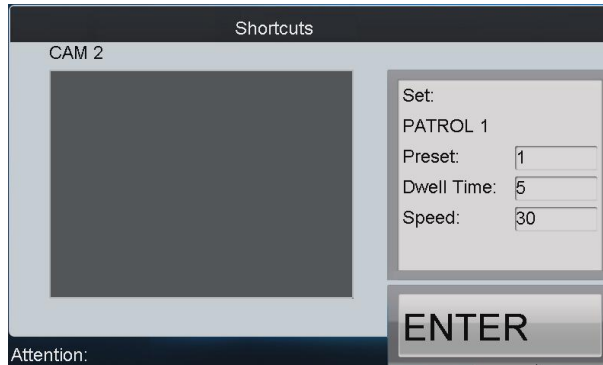 Shortcuts
CAM 2
Set:
PATROL 1
Preset: 1
Dwell Time: 5
Speed: 30
ENTER
Attention: